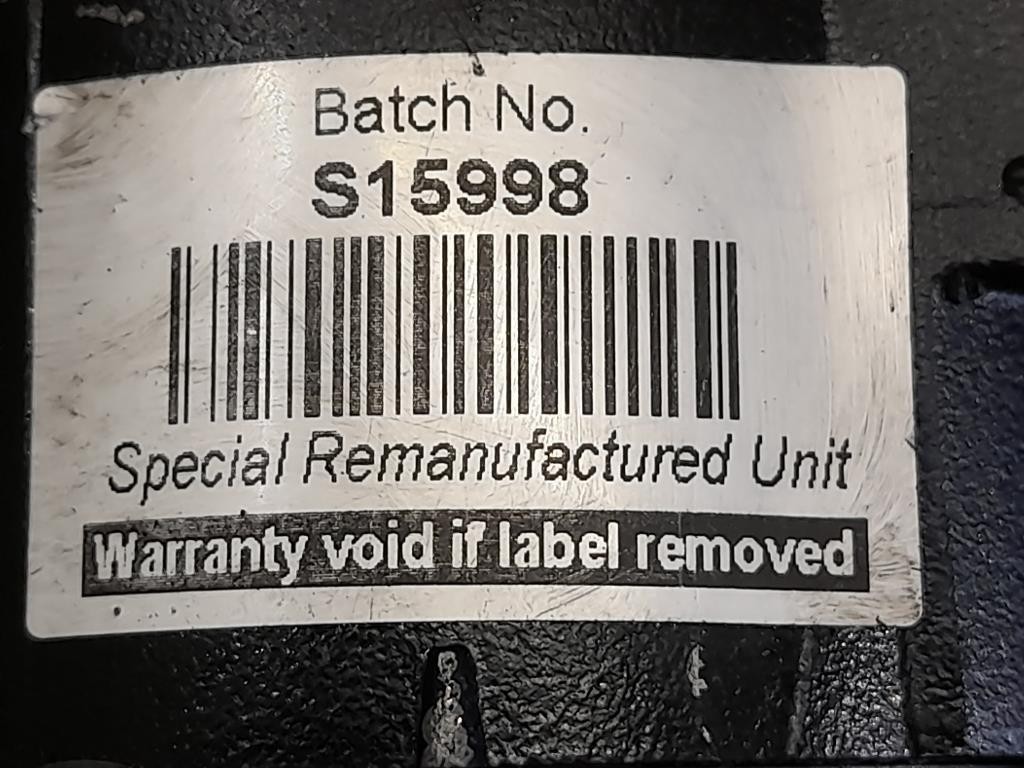 Batch No.
S15998
Special Remanufactured Unit
Warranty void if label removed